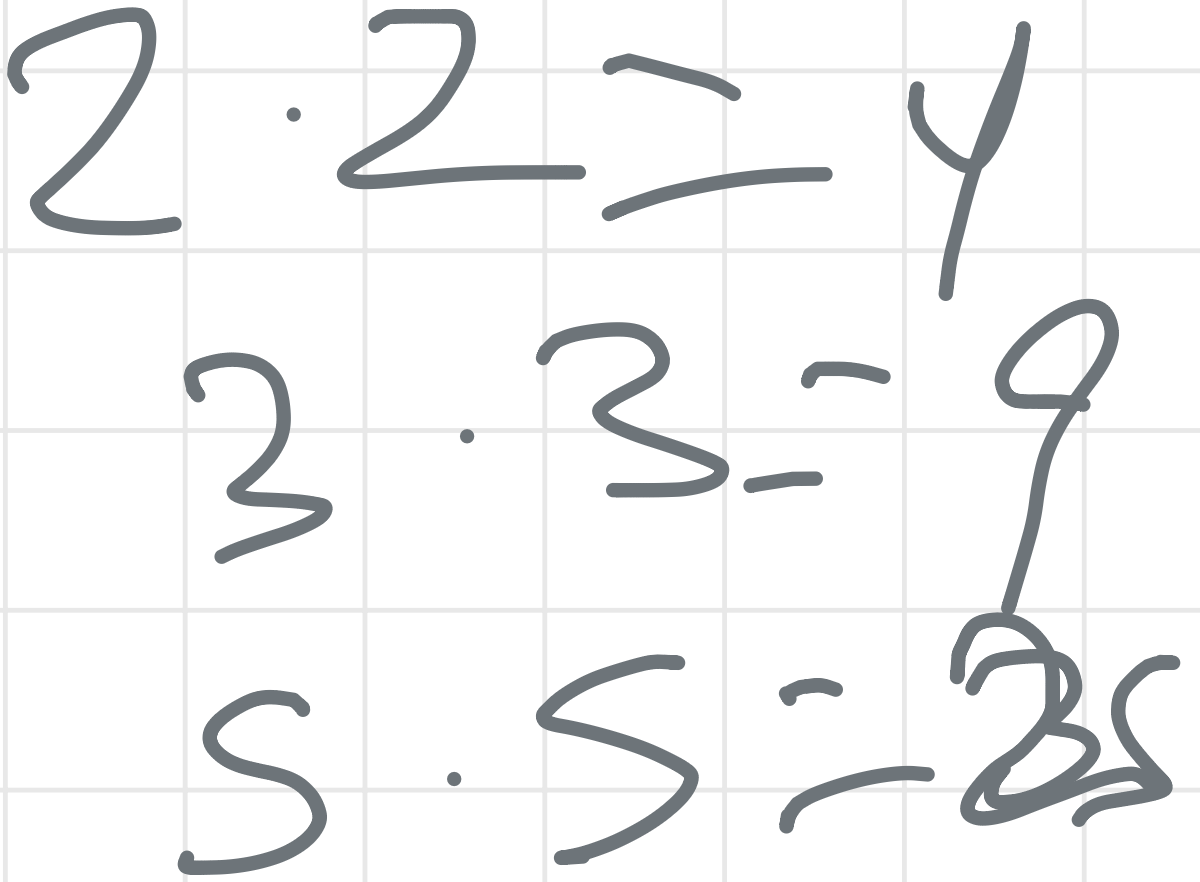 2 · 2 = 4
3 · 3 = 9
5 · 5 = 25